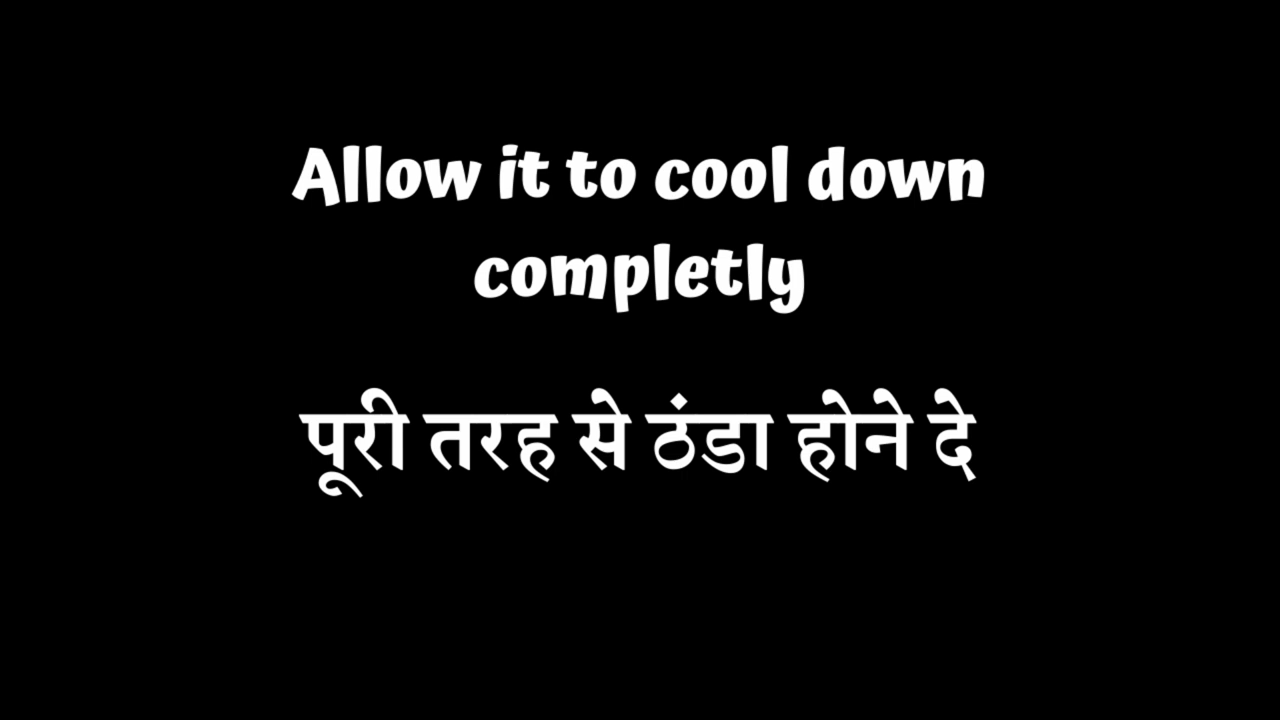 Allow it to cool down
completly
पूरी तरह से ठंडा होने दे